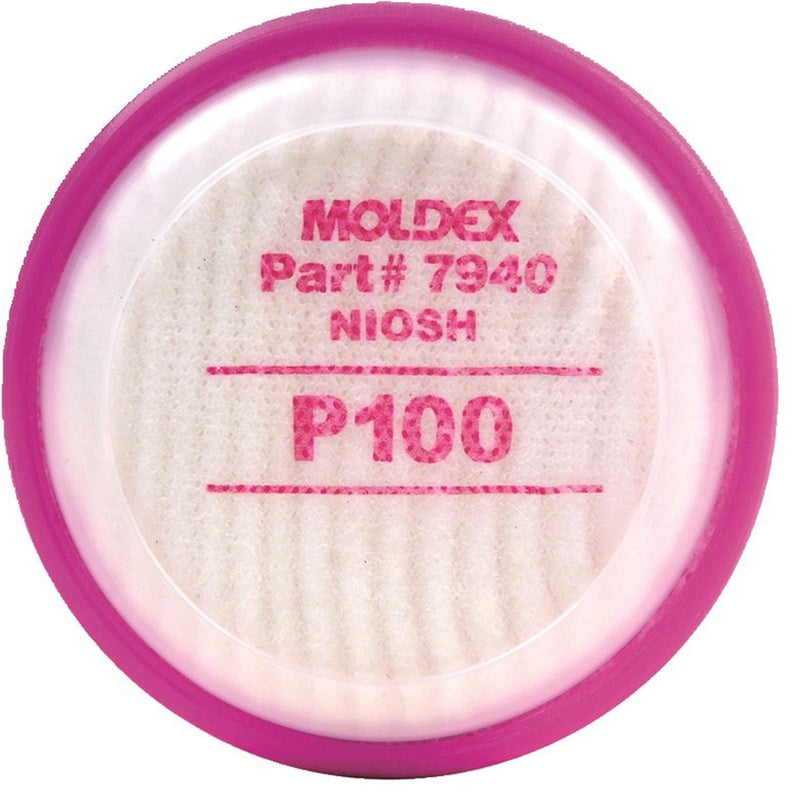 MOLDEX
Part# 7940
NIOSH
P100